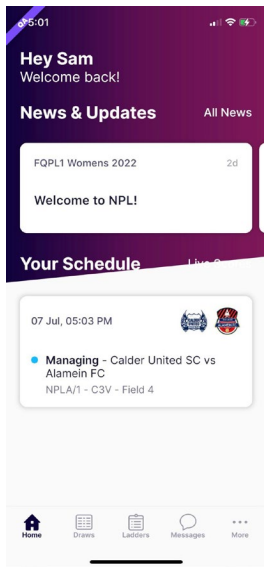 5:01
Hey Sam
Welcome back!
News & Updates All News
FQPL1 Womens 2022 2d
Welcome to NPL!
Your Schedule
07 Jul, 05:03 PM
Managing - Calder United SC vs
Alamein FC
NPLA/1 - C3V - Field 4
Home Draws Ladders Messages More